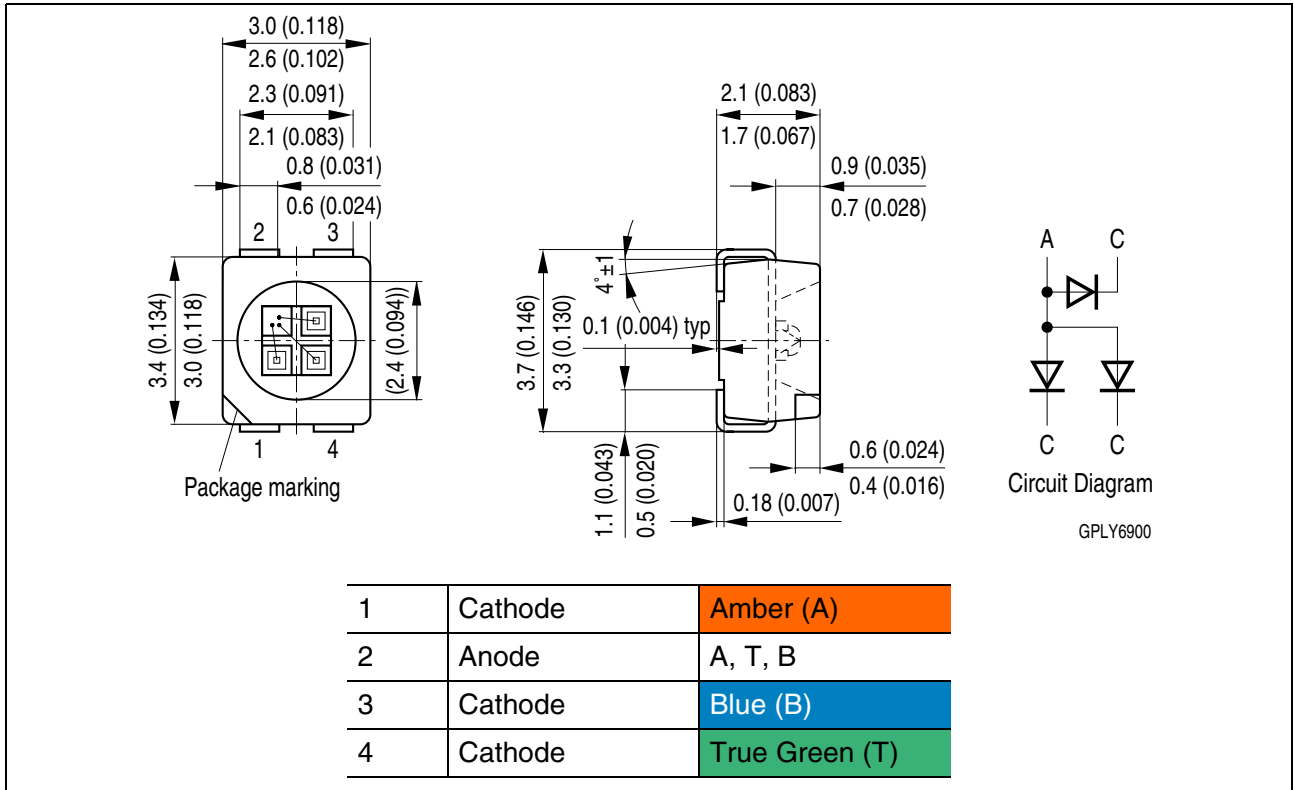 3.0 (0.118)
2.6 (0.102)
2.3 (0.091)
2.1 (0.083)
0.8 (0.031)
0.6 (0.024)
2 3
3.4 (0.134)
3.0 (0.118)
(2.4 (0.094))
1 4
Package marking
2.1 (0.083)
1.7 (0.067)
0.9 (0.035)
0.7 (0.028)
4˚±1
3.7 (0.146)
3.3 (0.130)
0.1 (0.004) typ
1.1 (0.043)
0.5 (0.020)
0.6 (0.024)
0.4 (0.016)
0.18 (0.007)
A C
C C
Circuit Diagram
GPLY6900
1 Cathode Amber (A)
2 Anode A, T, B
3 Cathode Blue (B)
4 Cathode True Green (T)